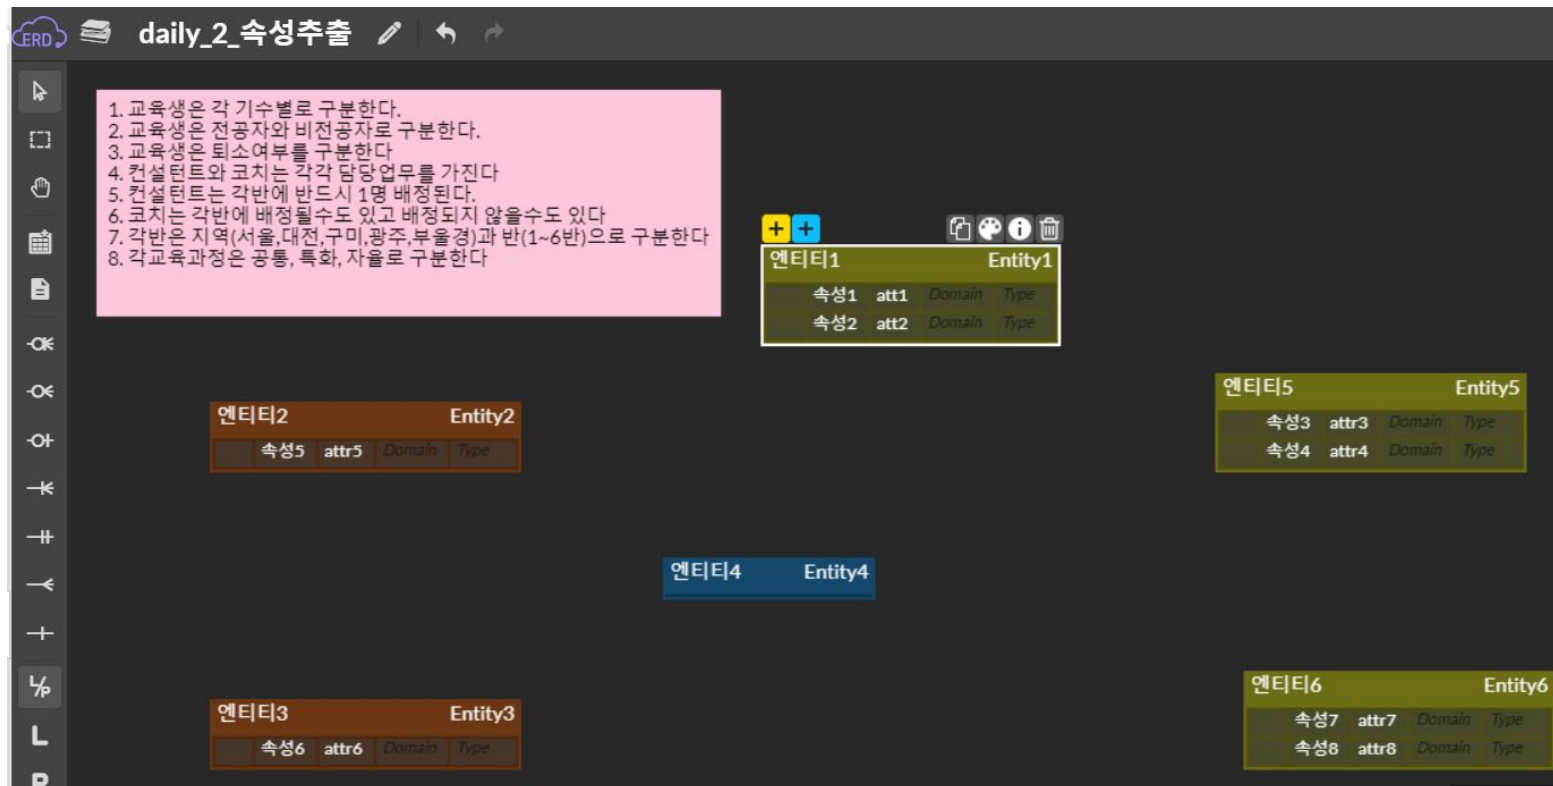 ERD
daily_2_속성추출
1. 교육생은 각 기수별로 구분한다.
2. 교육생은 전공자와 비전공자로 구분한다.
3. 교육생은 퇴소여부를 구분한다
4. 컨설턴트와 코치는 각각 담당업무를 가진다
5. 컨설턴트는 각반에 반드시 1명 배정된다.
6. 코치는 각반에 배정될수도 있고 배정되지 않을수도 있다
7. 각반은 지역(서울,대전,구미,광주,부울경)과 반(1~6반)으로 구분한다
8. 각교육과정은 공통, 특화, 자율로 구분한다
엔티티1 Entity1
속성1 att1 Domain Type
속성2 att2 Domain Type
엔티티2 Entity2
속성5 attr5 Domain Type
엔티티5 Entity5
속성3 attr3 Domain Type
속성4 attr4 Domain Type
엔티티4 Entity4
엔티티3 Entity3
속성6 attr6 Domain Type
엔티티6 Entity6
속성7 attr7 Domain Type
속성8 attr8 Domain Type
L/P
L
P